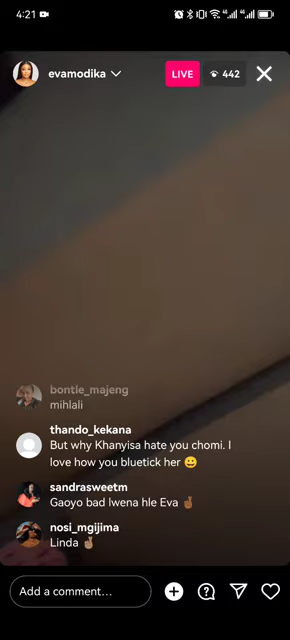 4:21
evamodika
LIVE
442
bontle_majeng
mihlali
thando_kekana
But why Khanyisa hate you chomi. I
love how you bluetick her 😀
sandrasweetm
Gaoyo bad lwena hle Eva 🤞🏾
nosi_mgijima
Linda 🤞🏼
Add a comment...